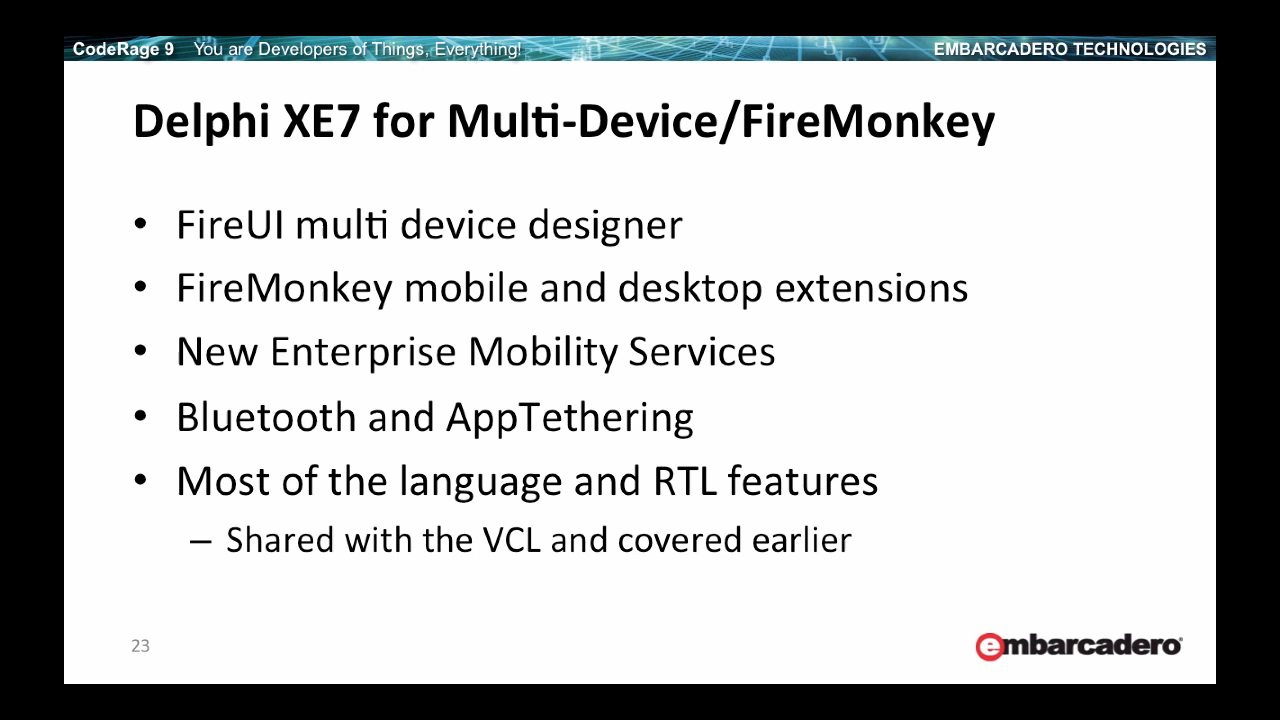 CodeRage 9 You are Developers of Things, Everything! EMBARCADERO TECHNOLOGIES
Delphi XE7 for Multi-Device/FireMonkey
• FireUI multi device designer
• FireMonkey mobile and desktop extensions
• New Enterprise Mobility Services
• Bluetooth and AppTethering
• Most of the language and RTL features
– Shared with the VCL and covered earlier
23 embarcadero